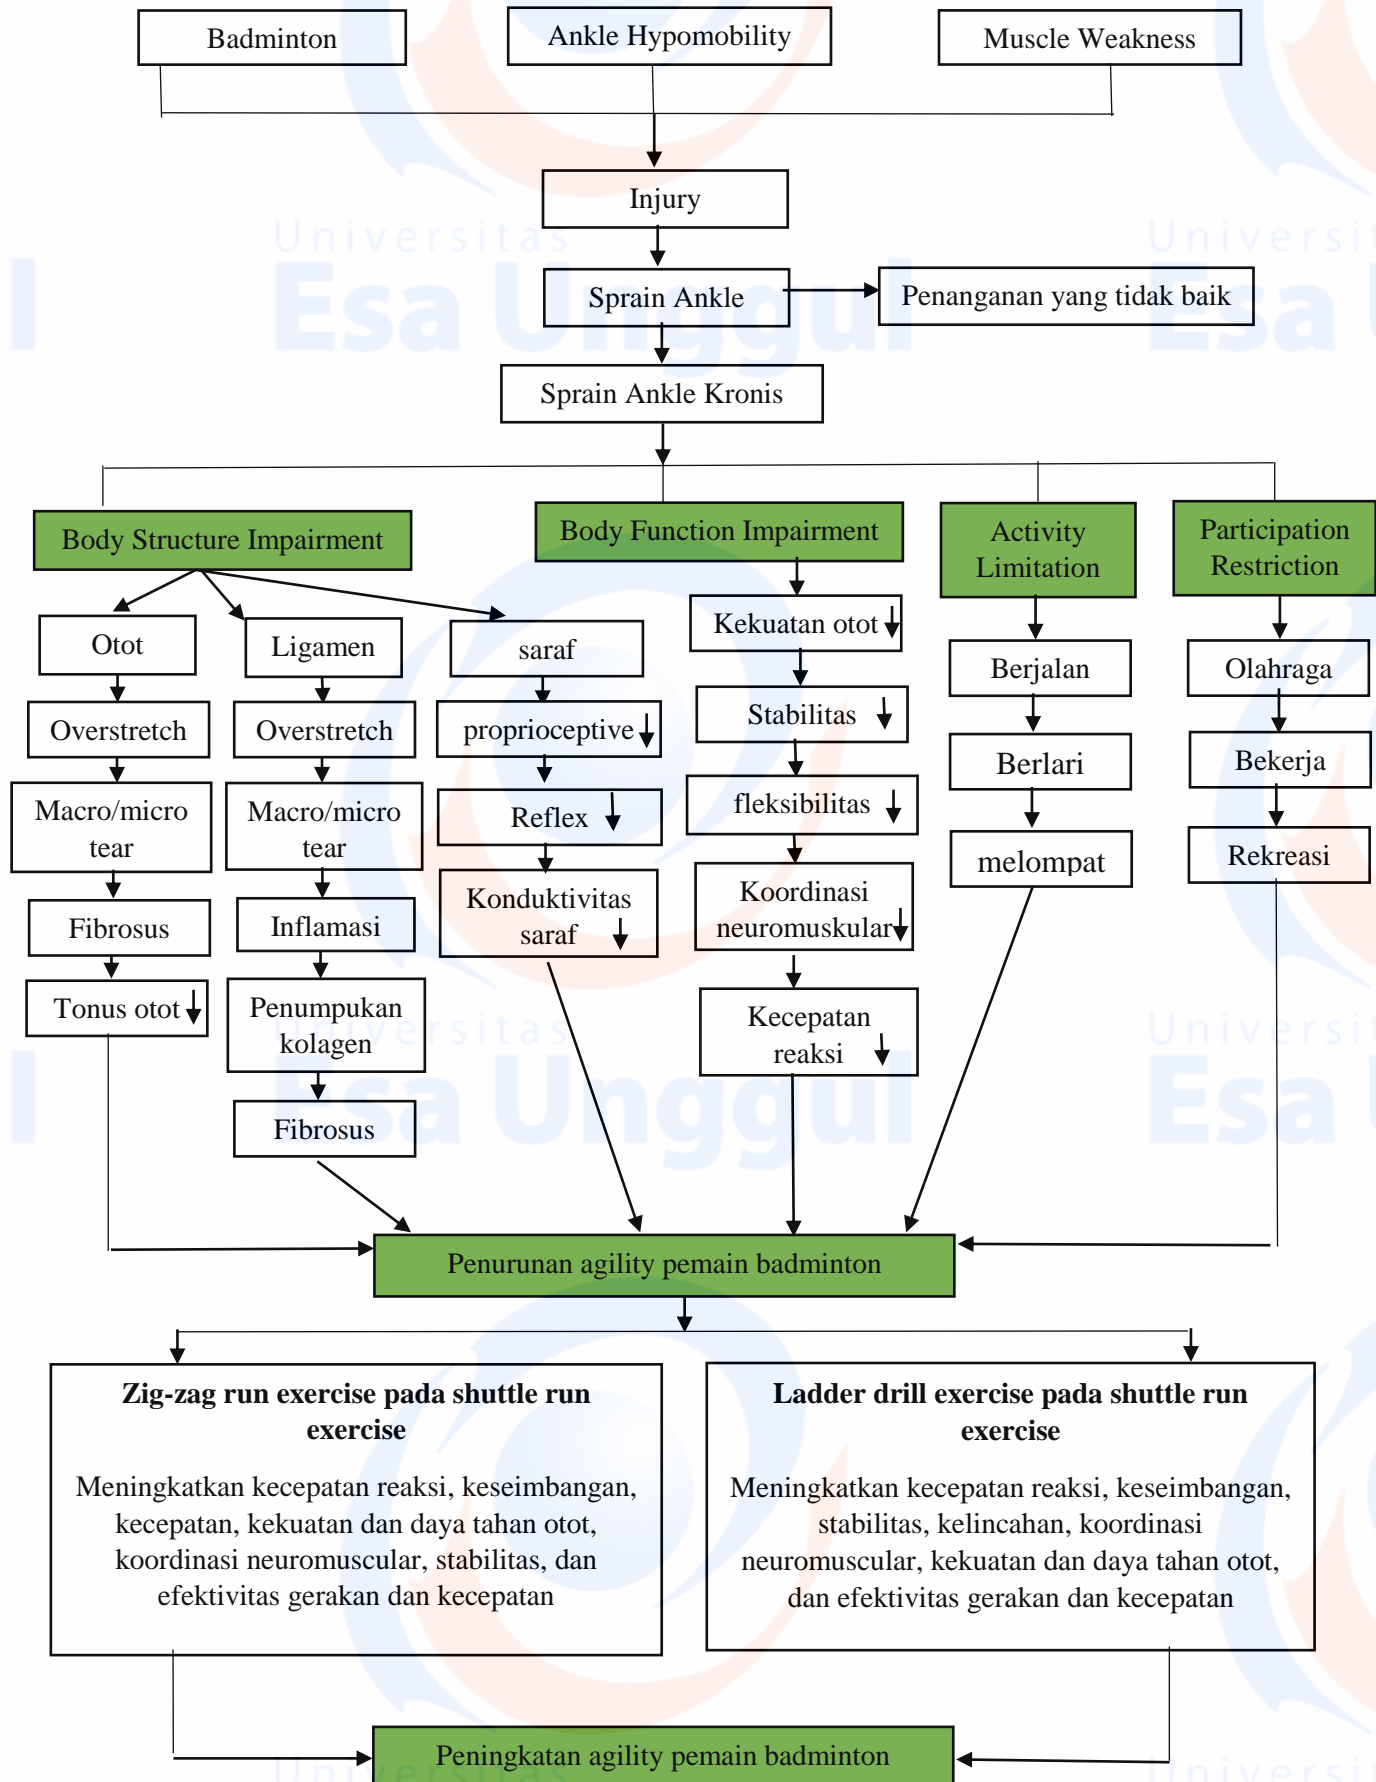 Badminton
Ankle Hypomobility
Muscle Weakness
Injury
Universitas
Esa Unggul
Sprain Ankle
Penanganan yang tidak baik
Sprain Ankle Kronis
Body Structure Impairment
Body Function Impairment
Activity
Limitation
Participation
Restriction
Otot
Overstretch
Macro/micro
tear
Fibrosus
Tonus otot
Ligamen
Overstretch
Macro/micro
tear
Inflamasi
Penumpukan
kolagen
Fibrosus
saraf
proprioceptive
Reflex
Konduktivitas
saraf
Kekuatan otot
Stabilitas
fleksibilitas
Koordinasi
neuromuskular
Kecepatan
reaksi
Berjalan
Berlari
melompat
Olahraga
Bekerja
Rekreasi
Universitas
Esa Unggul
Penurunan agility pemain badminton
Zig-zag run exercise pada shuttle run
exercise
Meningkatkan kecepatan reaksi, keseimbangan,
kecepatan, kekuatan dan daya tahan otot,
koordinasi neuromuscular, stabilitas, dan
efektivitas gerakan dan kecepatan
Ladder drill exercise pada shuttle run
exercise
Meningkatkan kecepatan reaksi, keseimbangan,
stabilitas, kelincahan, koordinasi
neuromuscular, kekuatan dan daya tahan otot,
dan efektivitas gerakan dan kecepatan
Peningkatan agility pemain badminton